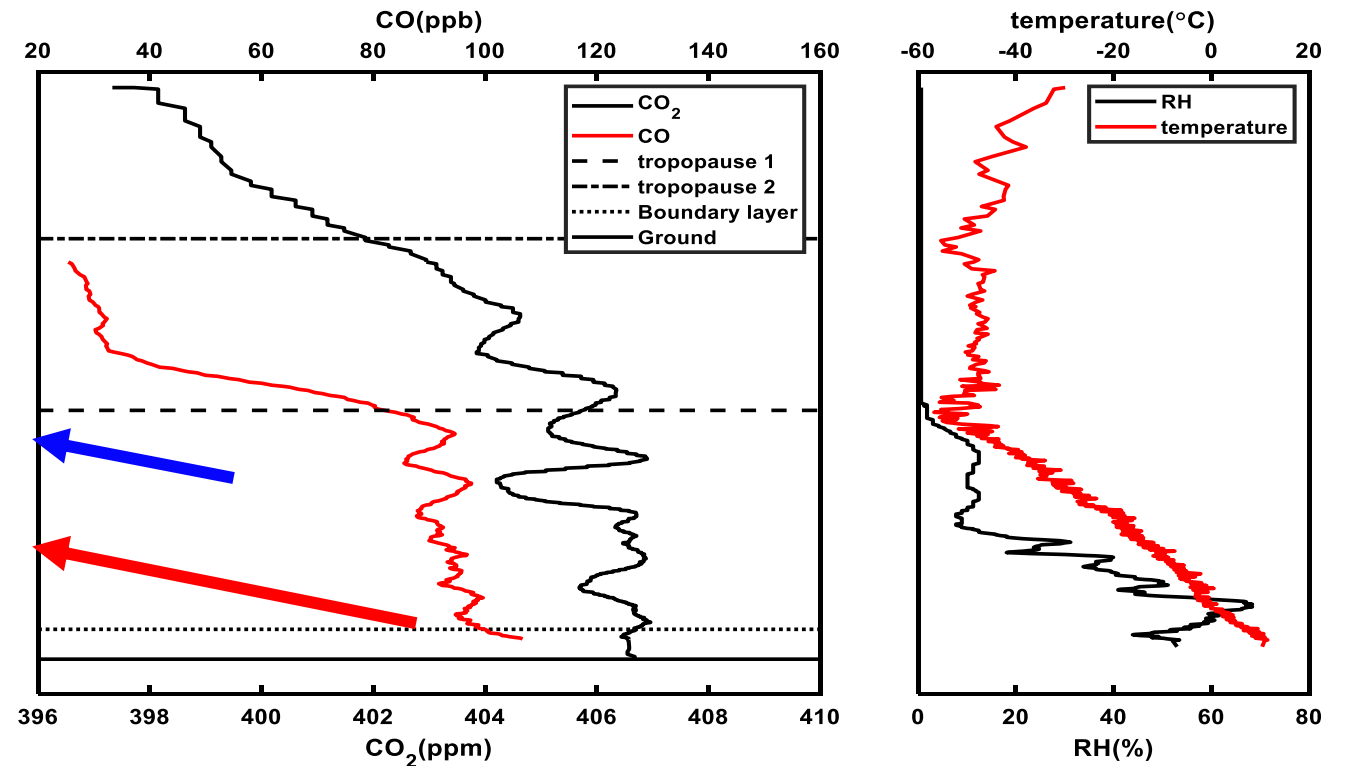 CO(ppb)
20 40 60 80 100 120 140 160
CO2
CO
tropopause 1
tropopause 2
Boundary layer
Ground
396 398 400 402 404 406 408 410
CO2(ppm)
temperature(°C)
-60 -40 -20 0 20
RH
temperature
0 20 40 60 80
RH(%)